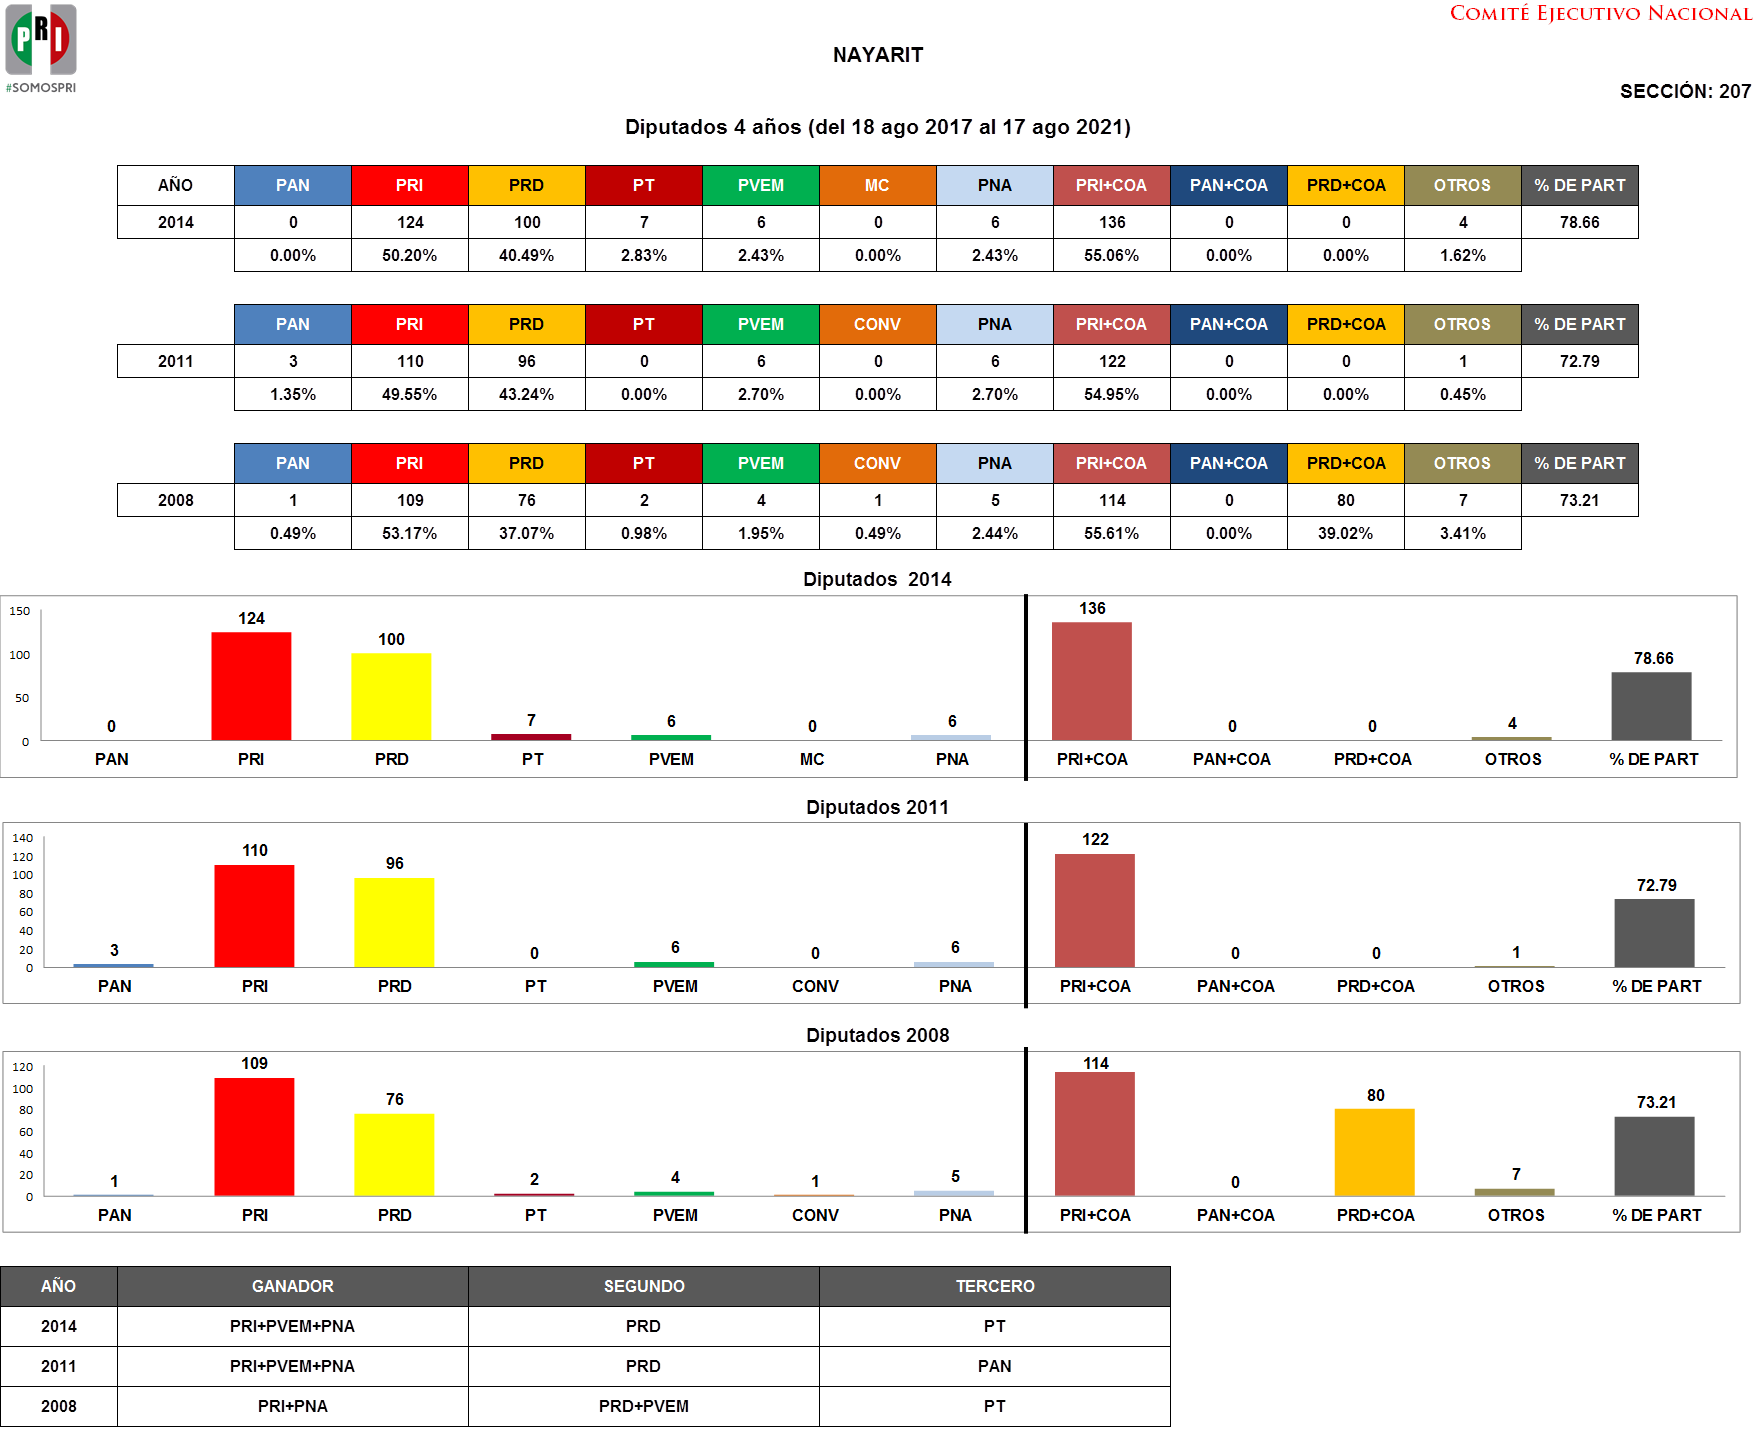 PRI
#SOMOSPRI
COMITÉ EJECUTIVO NACIONAL
NAYARIT
SECCIÓN: 207
Diputados 4 años (del 18 ago 2017 al 17 ago 2021)
AÑO PAN PRI PRD PT PVEM MC PNA PRI+COA PAN+COA PRD+COA OTROS % DE PART
2014 0 124 100 7 6 0 6 136 0 0 4 78.66
0.00% 50.20% 40.49% 2.83% 2.43% 0.00% 2.43% 55.06% 0.00% 0.00% 1.62%
PAN PRI PRD PT PVEM CONV PNA PRI+COA PAN+COA PRD+COA OTROS % DE PART
2011 3 110 96 0 6 0 6 122 0 0 1 72.79
1.35% 49.55% 43.24% 0.00% 2.70% 0.00% 2.70% 54.95% 0.00% 0.00% 0.45%
PAN PRI PRD PT PVEM CONV PNA PRI+COA PAN+COA PRD+COA OTROS % DE PART
2008 1 109 76 2 4 1 5 114 0 80 7 73.21
0.49% 53.17% 37.07% 0.98% 1.95% 0.49% 2.44% 55.61% 0.00% 39.02% 3.41%
Diputados  2014
150
100
50
0
0 124 100 7 6 0 6 136 0 0 4 78.66
PAN PRI PRD PT PVEM MC PNA PRI+COA PAN+COA PRD+COA OTROS % DE PART
Diputados 2011
140
120
100
80
60
40
20
0
3 110 96 0 6 0 6 122 0 0 1 72.79
PAN PRI PRD PT PVEM CONV PNA PRI+COA PAN+COA PRD+COA OTROS % DE PART
Diputados 2008
120
100
80
60
40
20
0
1 109 76 2 4 1 5 114 0 80 7 73.21
PAN PRI PRD PT PVEM CONV PNA PRI+COA PAN+COA PRD+COA OTROS % DE PART
AÑO GANADOR SEGUNDO TERCERO
2014 PRI+PVEM+PNA PRD PT
2011 PRI+PVEM+PNA PRD PAN
2008 PRI+PNA PRD+PVEM PT